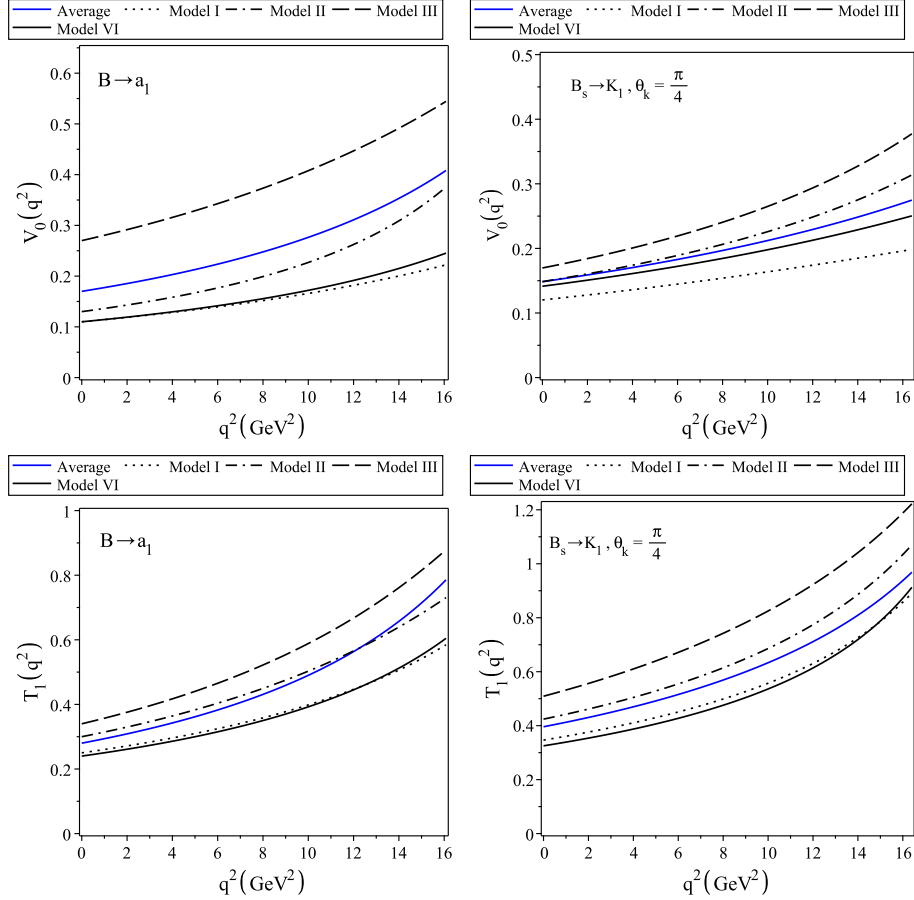 Average Model I Model II Model III
Model VI
B→a₁
V₀(q²)
0.6
0.5
0.4
0.3
0.2
0.1
0
0 2 4 6 8 10 12 14 16
q²(GeV²)
Average Model I Model II Model III
Model VI
B_s→K₁, θ_k = π/4
V₀(q²)
0.5
0.4
0.3
0.2
0.1
0
0 2 4 6 8 10 12 14 16
q²(GeV²)
Average Model I Model II Model III
Model VI
B→a₁
T₁(q²)
1
0.8
0.6
0.4
0.2
0
0 2 4 6 8 10 12 14 16
q²(GeV²)
Average Model I Model II Model III
Model VI
B_s→K₁, θ_k = π/4
T₁(q²)
1.2
1
0.8
0.6
0.4
0.2
0
0 2 4 6 8 10 12 14 16
q²(GeV²)